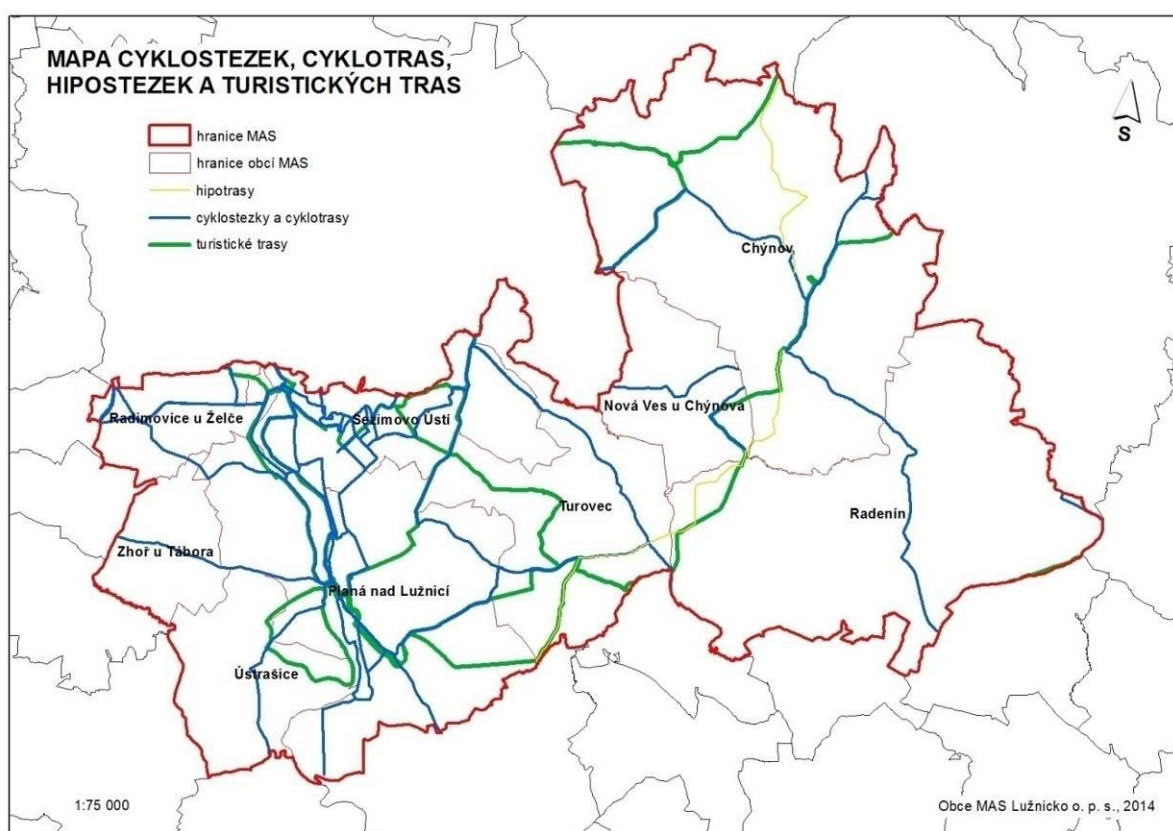 MAPA CYKLOSTEZEK, CYKLOTRAS,
HIPOSTEZEK A TURISTICKÝCH TRAS
hranice MAS
hranice obcí MAS
hipotrasy
cyklostezky a cyklotrasy
turistické trasy
S
Chýnov
Radimovice u Želče
Sezimovo Ústí
Nová Ves u Chýnova
Turovec
Radenín
Zhoř u Tábora
Planá nad Lužnicí
Ústrašice
1:75 000
Obce MAS Lužnicko o. p. s., 2014